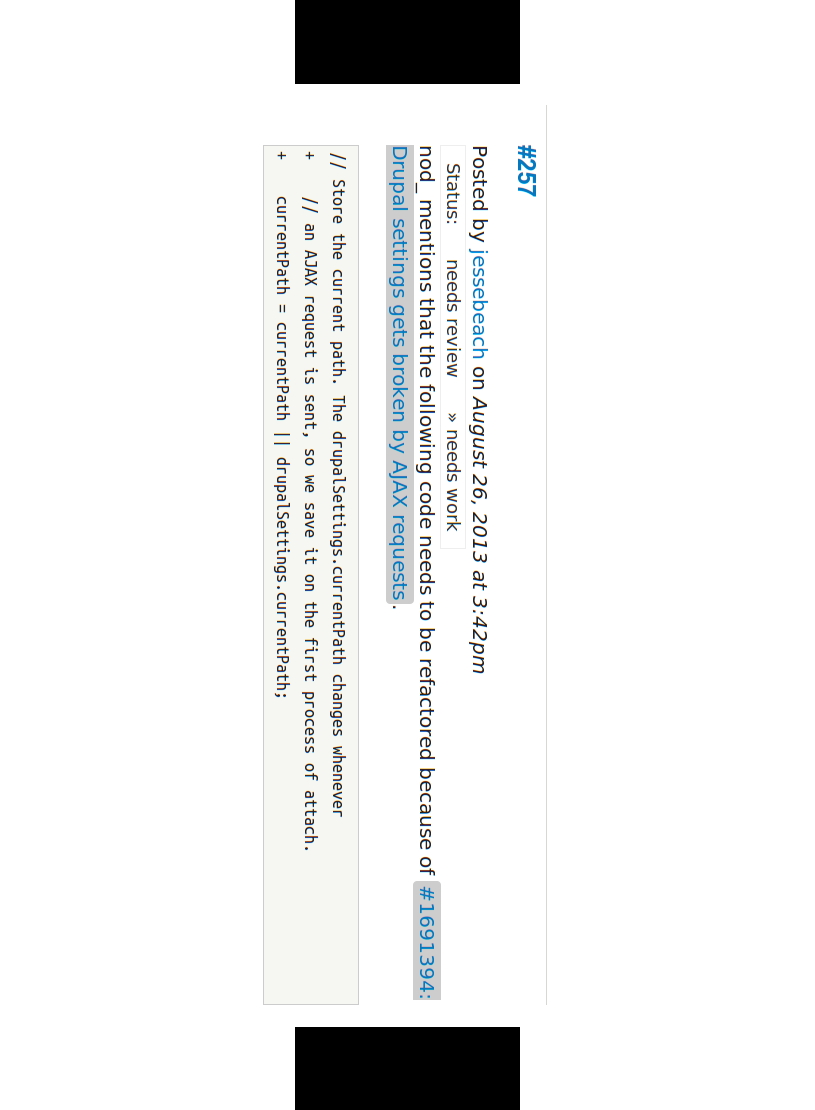 #257
Posted by jessebeach on August 26, 2013 at 3:42pm
Status: needs review » needs work
nod_ mentions that the following code needs to be refactored because of #1691394:
Drupal settings gets broken by AJAX requests.
// Store the current path. The drupalSettings.currentPath changes whenever
+ // an AJAX request is sent, so we save it on the first process of attach.
+ currentPath = currentPath || drupalSettings.currentPath;